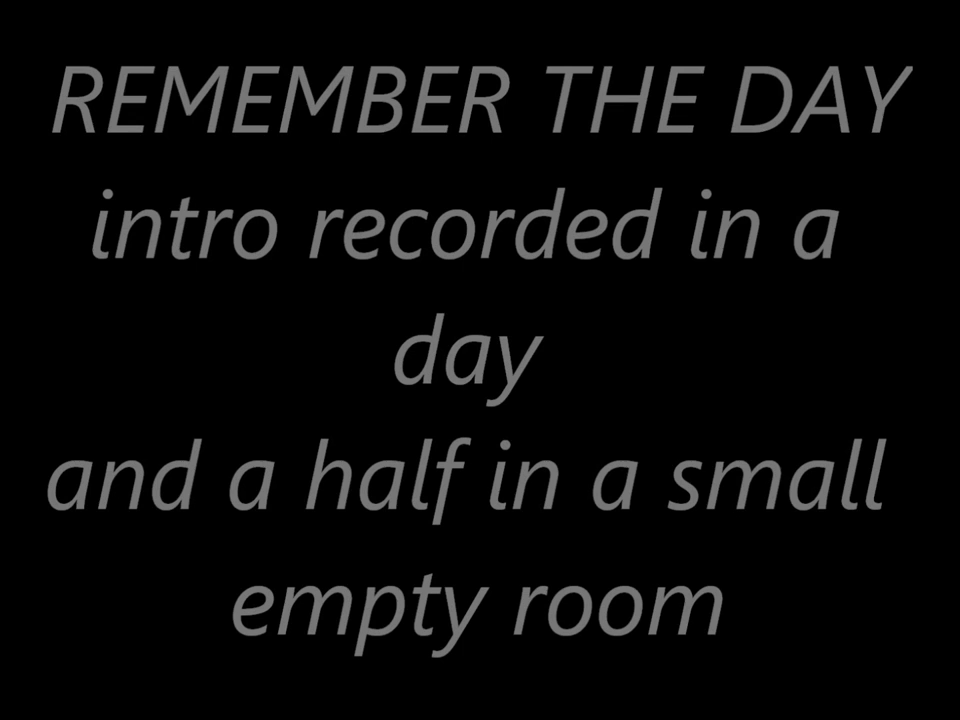 REMEMBER THE DAY
intro recorded in a
day
and a half in a small
empty room